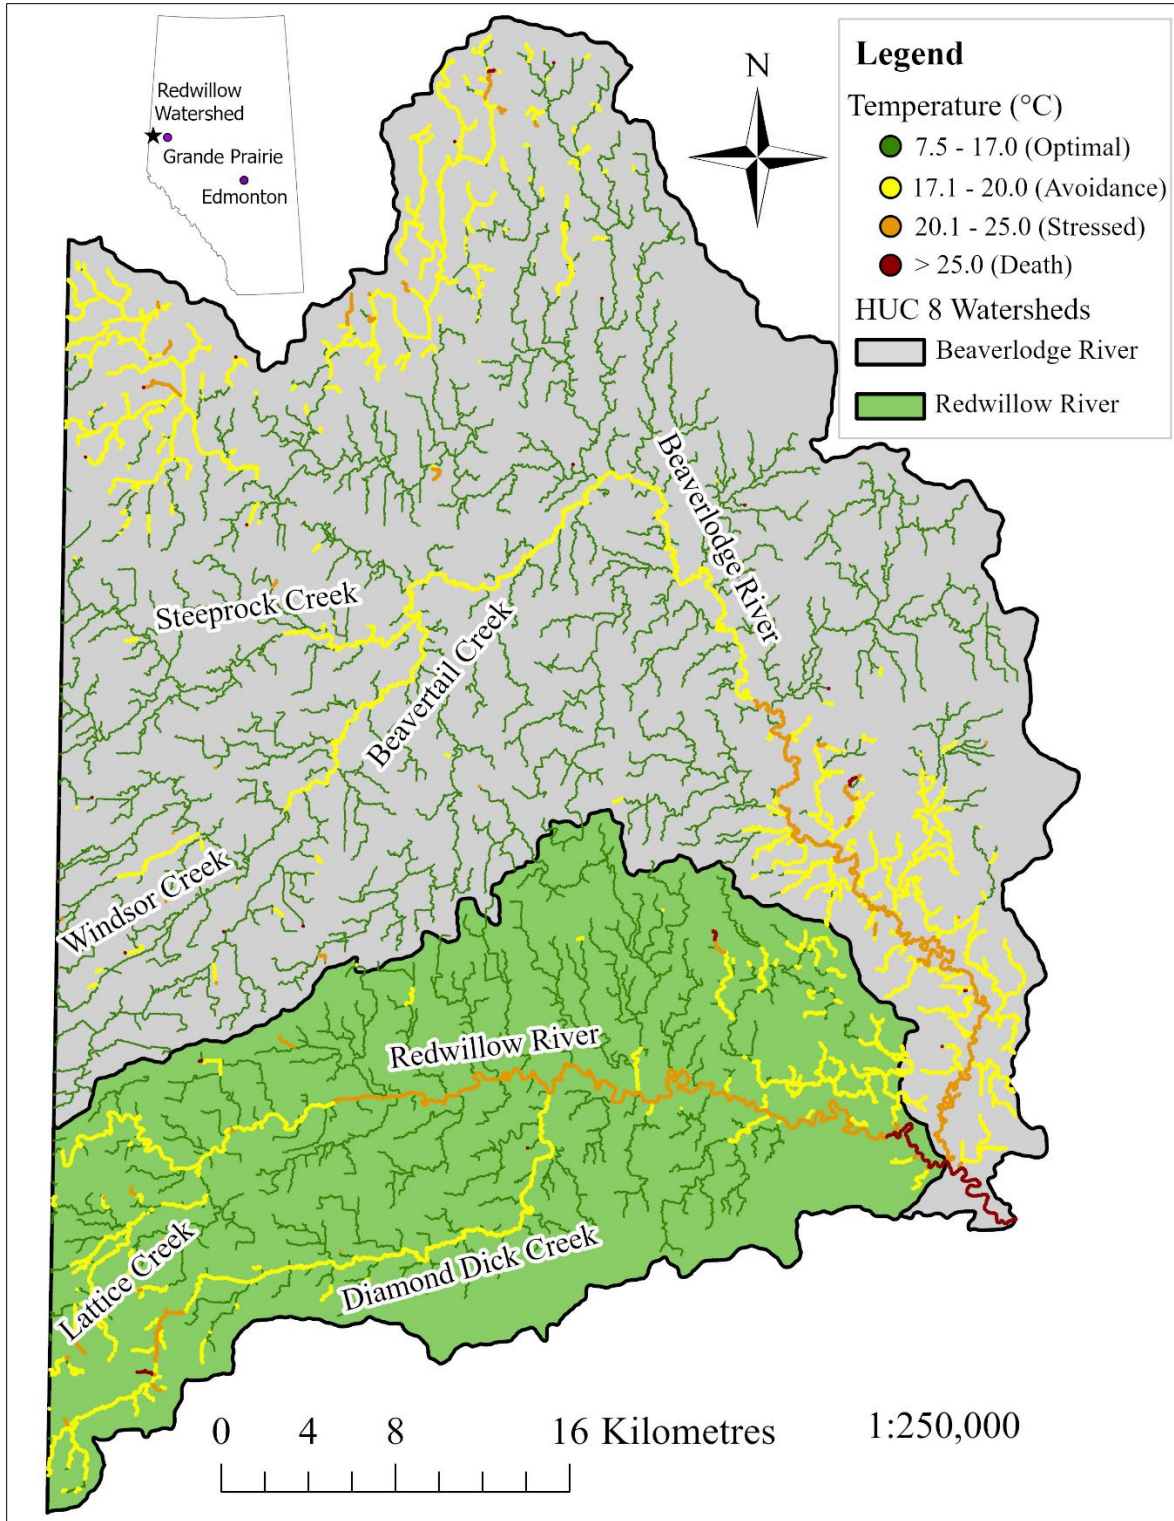 Redwillow
Watershed
Grande Prairie
Edmonton
N
Legend
Temperature (°C)
7.5 - 17.0 (Optimal)
17.1 - 20.0 (Avoidance)
20.1 - 25.0 (Stressed)
> 25.0 (Death)
HUC 8 Watersheds
Beaverlodge River
Redwillow River
Beaverlodge River
Steeprock Creek
Beavertail Creek
Windsor Creek
Redwillow River
Lattice Creek
Diamond Dick Creek
0 4 8 16 Kilometres
1:250,000